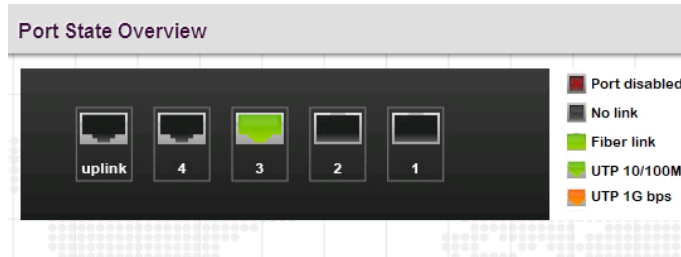 Port State Overview
uplink 4 3 2 1
Port disabled
No link
Fiber link
UTP 10/100M
UTP 1G bps